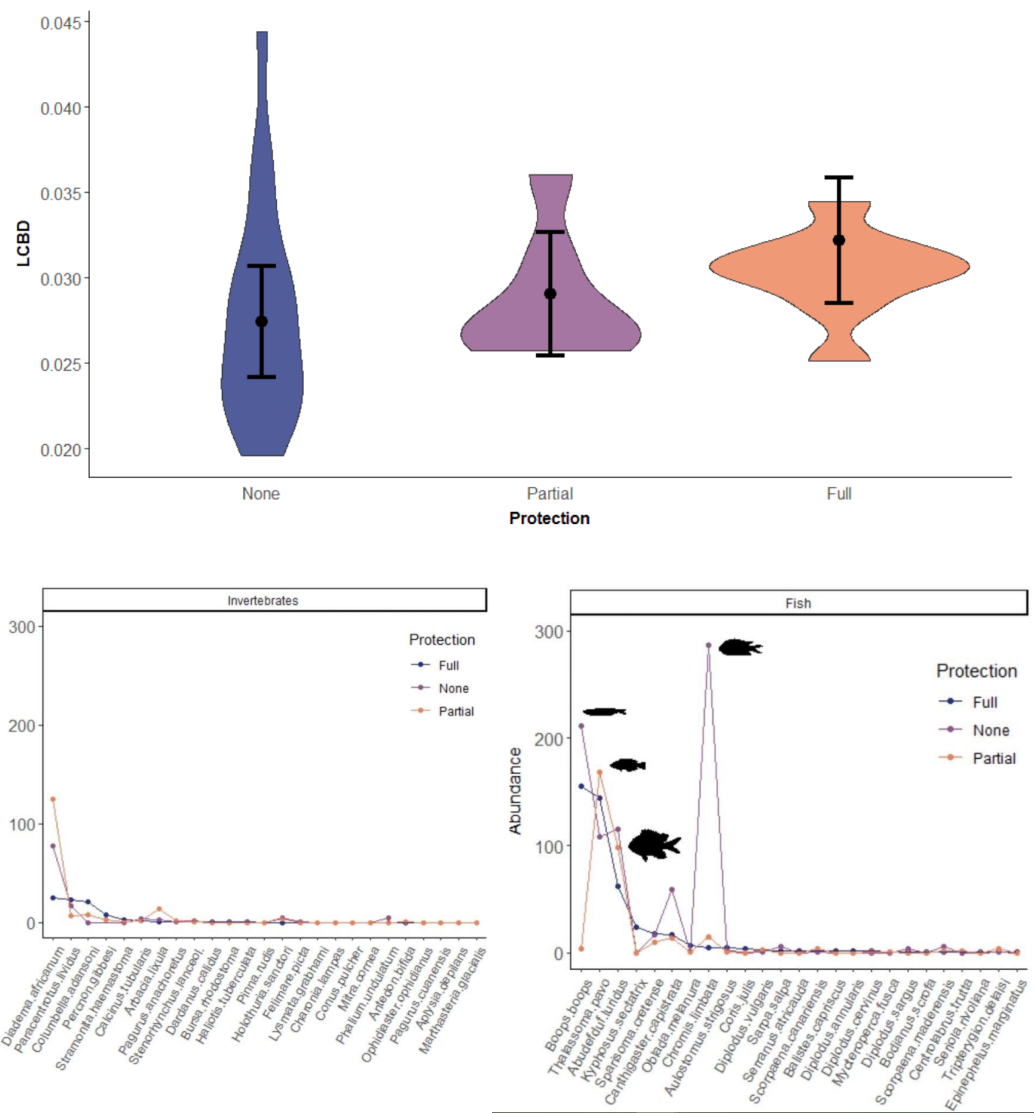 0.045
0.040
0.035
0.030
0.025
0.020
LCBD
None Partial Full
Protection
Invertebrates
300
200
100
0
Protection
Full
None
Partial
Diadema.africanum
Paracentrotus.lividus
Columbella.adansoni
Percnon.gibbesi
Stramonita.haemastoma
Calcinus.tubularis
Arbacia.lixula
Pagurus.anachoretus
Stenorhynchus.lanceol.
Dardanus.calidus
Bursa.rhodostoma
Haliotis.tuberculata
Pinna.rudis
Holothuria.sandori
Felimare.picta
Lysmata.grabhami
Charonia.lampas
Conus.pulcher
Mitra.cornea
Phalium.undulatum
Antedon.bifida
Ophidiaster.ophidianus
Pagurus.cuanensis
Aplysia.depilans
Marthasteria.glaciellis
Fish
300
200
100
0
Abundance
Protection
Full
None
Partial
Boops.boops
Thalassoma.pavo
Abudefduf.luridus
Kyphosus.sedatrix
Sparisoma.cretense
Canthigaster.capistrata
Oblada.melanura
Chromis.limbata
Aulostomus.strigosus
Coris.julis
Diplodus.vulgaris
Sarpa.salpa
Serranus.atricauda
Scorpaena.canariensis
Balistes.capriscus
Diplodus.annularis
Diplodus.cervinus
Mycteroperca.fusca
Diplodus.sargus
Bodianus.scrofa
Scorpaena.maderensis
Centrolabrus.trutta
Seriola.rivoliana
Tripterygion.delaisi
Epinephelus.marginatus